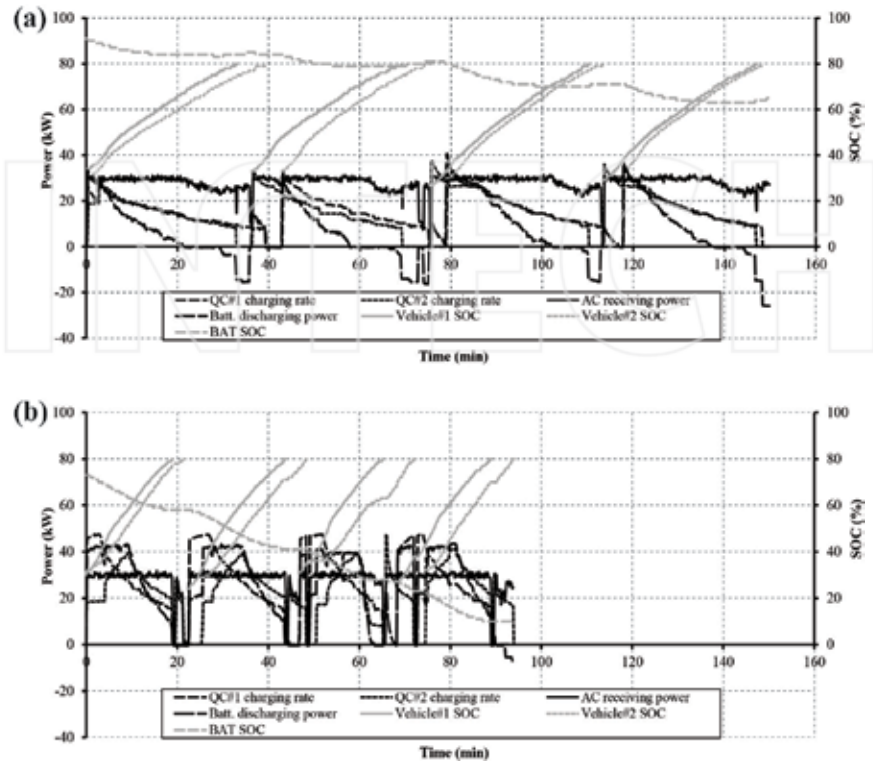 (a)
100
80
60
40
20
0
-20
-40
Power (kW)
100
80
60
40
20
0
SOC (%)
0 20 40 60 80 100 120 140 160
QC#1 charging rate QC#2 charging rate AC receiving power
Batt. discharging power Vehicle#1 SOC Vehicle#2 SOC
BAT SOC
Time (min)
INTECH
(b)
100
80
60
40
20
0
-20
-40
Power (kW)
100
80
60
40
20
0
SOC (%)
0 20 40 60 80 100 120 140 160
QC#1 charging rate QC#2 charging rate AC receiving power
Batt. discharging power Vehicle#1 SOC Vehicle#2 SOC
BAT SOC
Time (min)